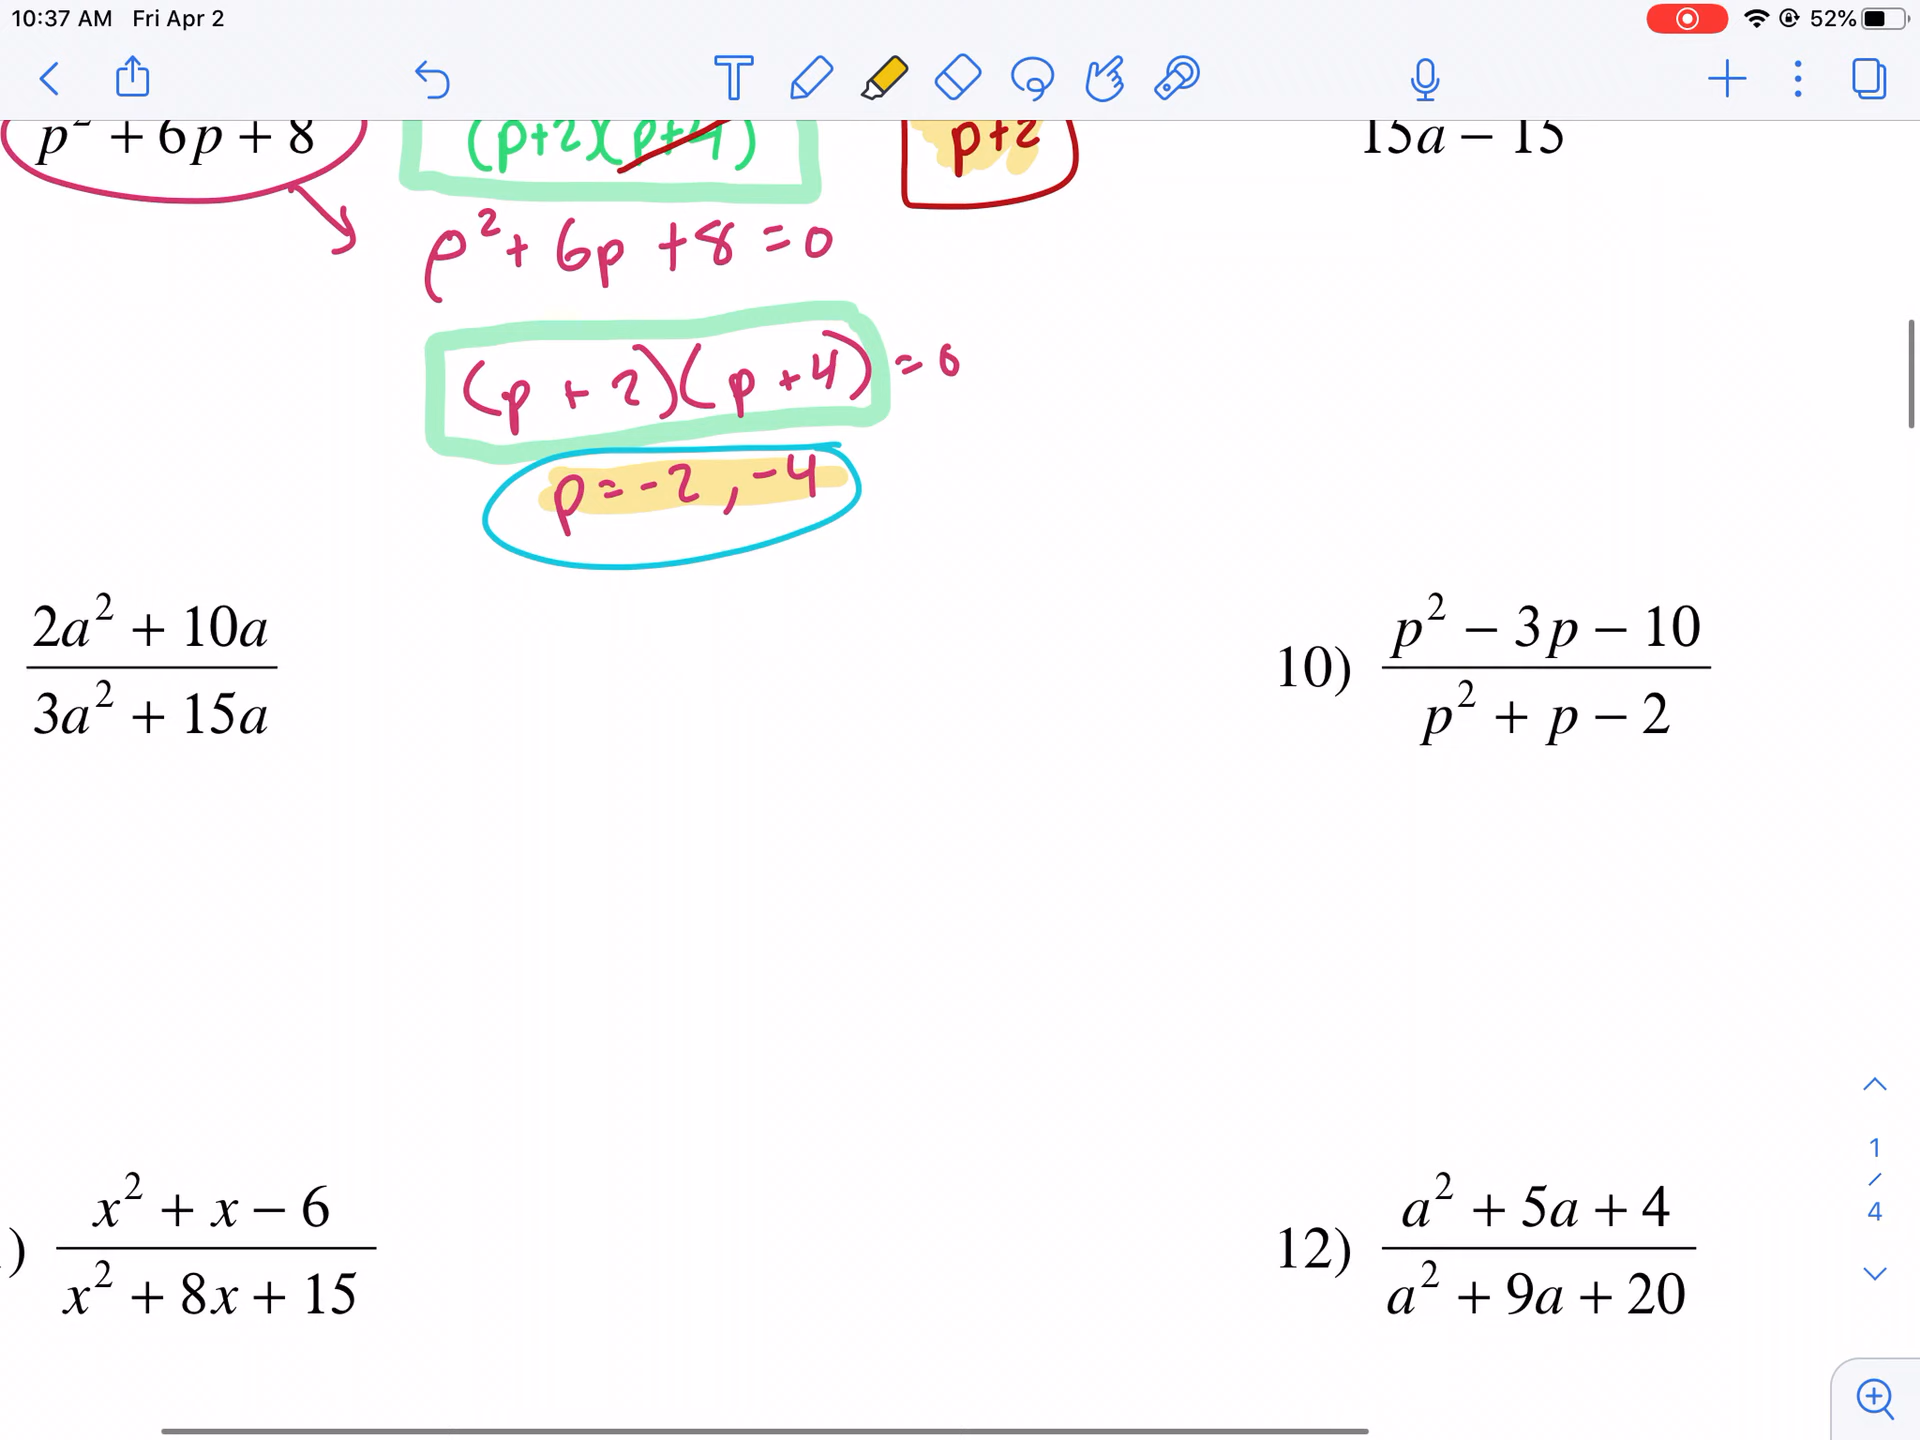 10:37 AM Fri Apr 2
52%
T
p² + 6p + 8
(p+2)(p+4)
p+2
15a − 15
p² + 6p + 8 = 0
(p + 2)(p + 4) = 0
p = -2, -4
2a² + 10a
3a² + 15a
10) p² − 3p − 10
p² + p − 2
1
/
4
) x² + x − 6
x² + 8x + 15
12) a² + 5a + 4
a² + 9a + 20